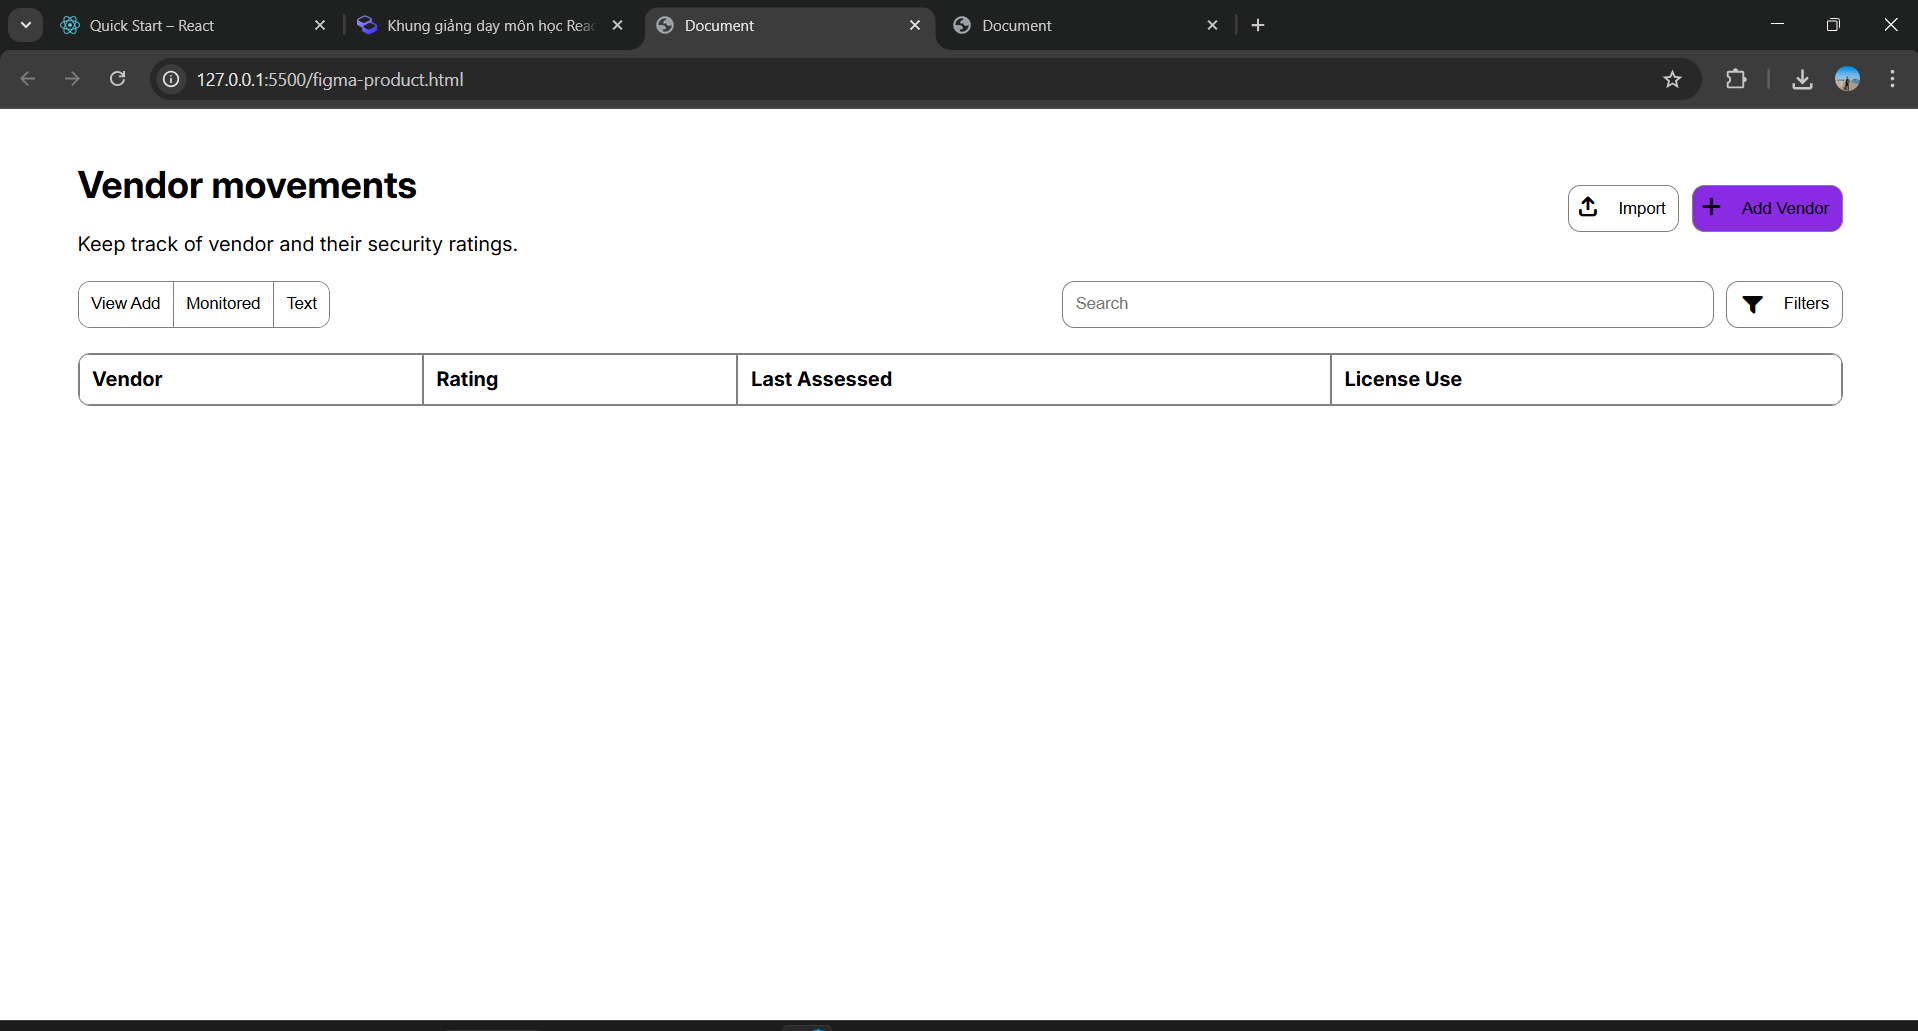 Quick Start – React
Khung giảng dạy môn học Reac
Document
Document
127.0.0.1:5500/figma-product.html
Vendor movements
Keep track of vendor and their security ratings.
Import
Add Vendor
View Add
Monitored
Text
Search
Filters
Vendor
Rating
Last Assessed
License Use